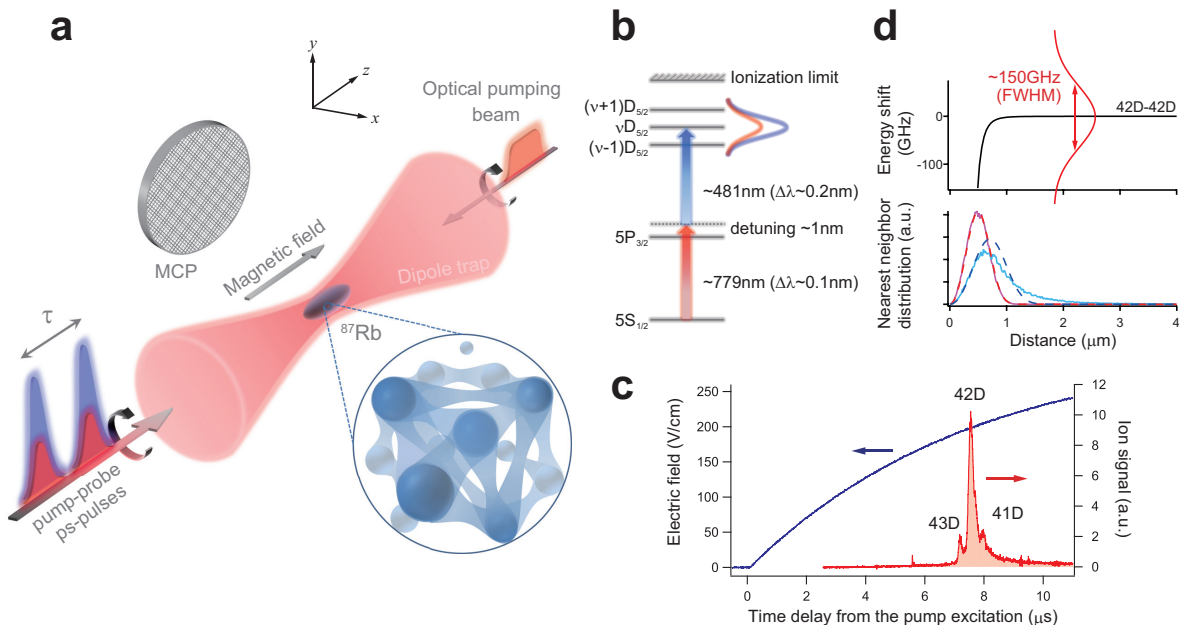 a
y
z
x
Optical pumping
beam
MCP
Magnetic field
Dipole trap
87Rb
τ
pump-probe
ps-pulses
b
Ionization limit
(ν+1)D5/2
νD5/2
(ν-1)D5/2
~481nm (Δλ~0.2nm)
detuning ~1nm
5P3/2
~779nm (Δλ~0.1nm)
5S1/2
d
~150GHz
(FWHM)
42D-42D
Energy shift
(GHz)
0
-100
Nearest neighbor
distribution (a.u.)
0 1 2 3 4
Distance (μm)
c
250
200
150
100
50
0
Electric field (V/cm)
42D
43D
41D
12
10
8
6
4
2
0
Ion signal (a.u.)
0 2 4 6 8 10
Time delay from the pump excitation (μs)